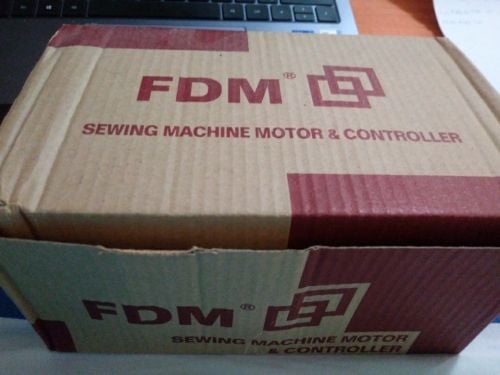 FDM®
SEWING MACHINE MOTOR & CONTROLLER
FDM®
SEWING MACHINE MOTOR
& CONTROLLER